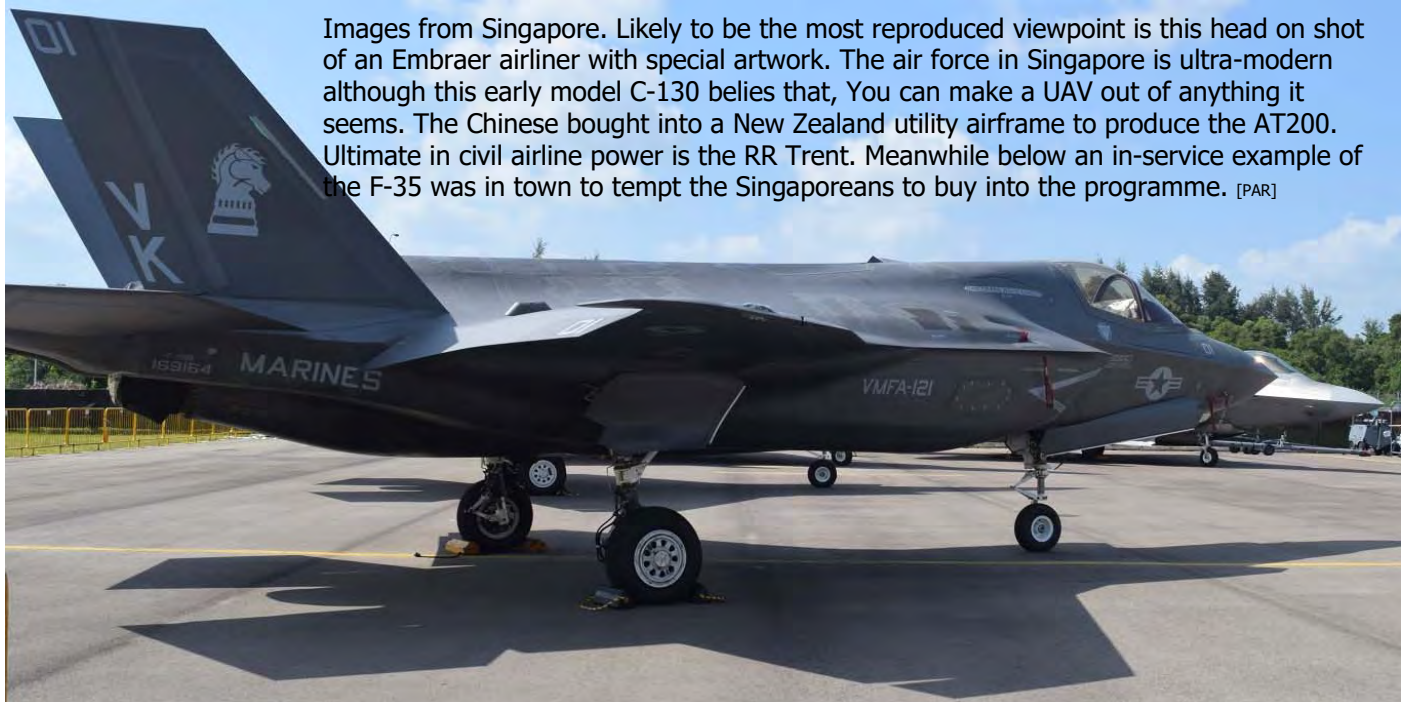 Images from Singapore. Likely to be the most reproduced viewpoint is this head on shot
of an Embraer airliner with special artwork. The air force in Singapore is ultra-modern
although this early model C-130 belies that, You can make a UAV out of anything it
seems. The Chinese bought into a New Zealand utility airframe to produce the AT200.
Ultimate in civil airline power is the RR Trent. Meanwhile below an in-service example of
the F-35 was in town to tempt the Singaporeans to buy into the programme. [PAR]
01
V
K
01
169164 MARINES
VMFA-121
01